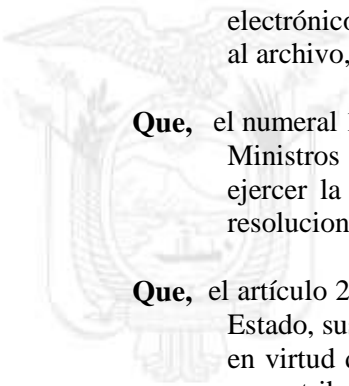 electrónico
al archivo,
Que, el numeral
Ministros
ejercer la
resolucion
Que, el artículo 2
Estado, su
en virtud